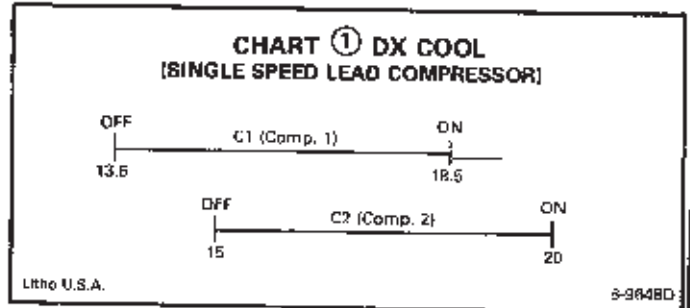 CHART ① DX COOL
(SINGLE SPEED LEAD COMPRESSOR)
OFF C1 (Comp. 1) ON
13.5 18.5
OFF C2 (Comp. 2) ON
15 20
Litho U.S.A. 6-9648D